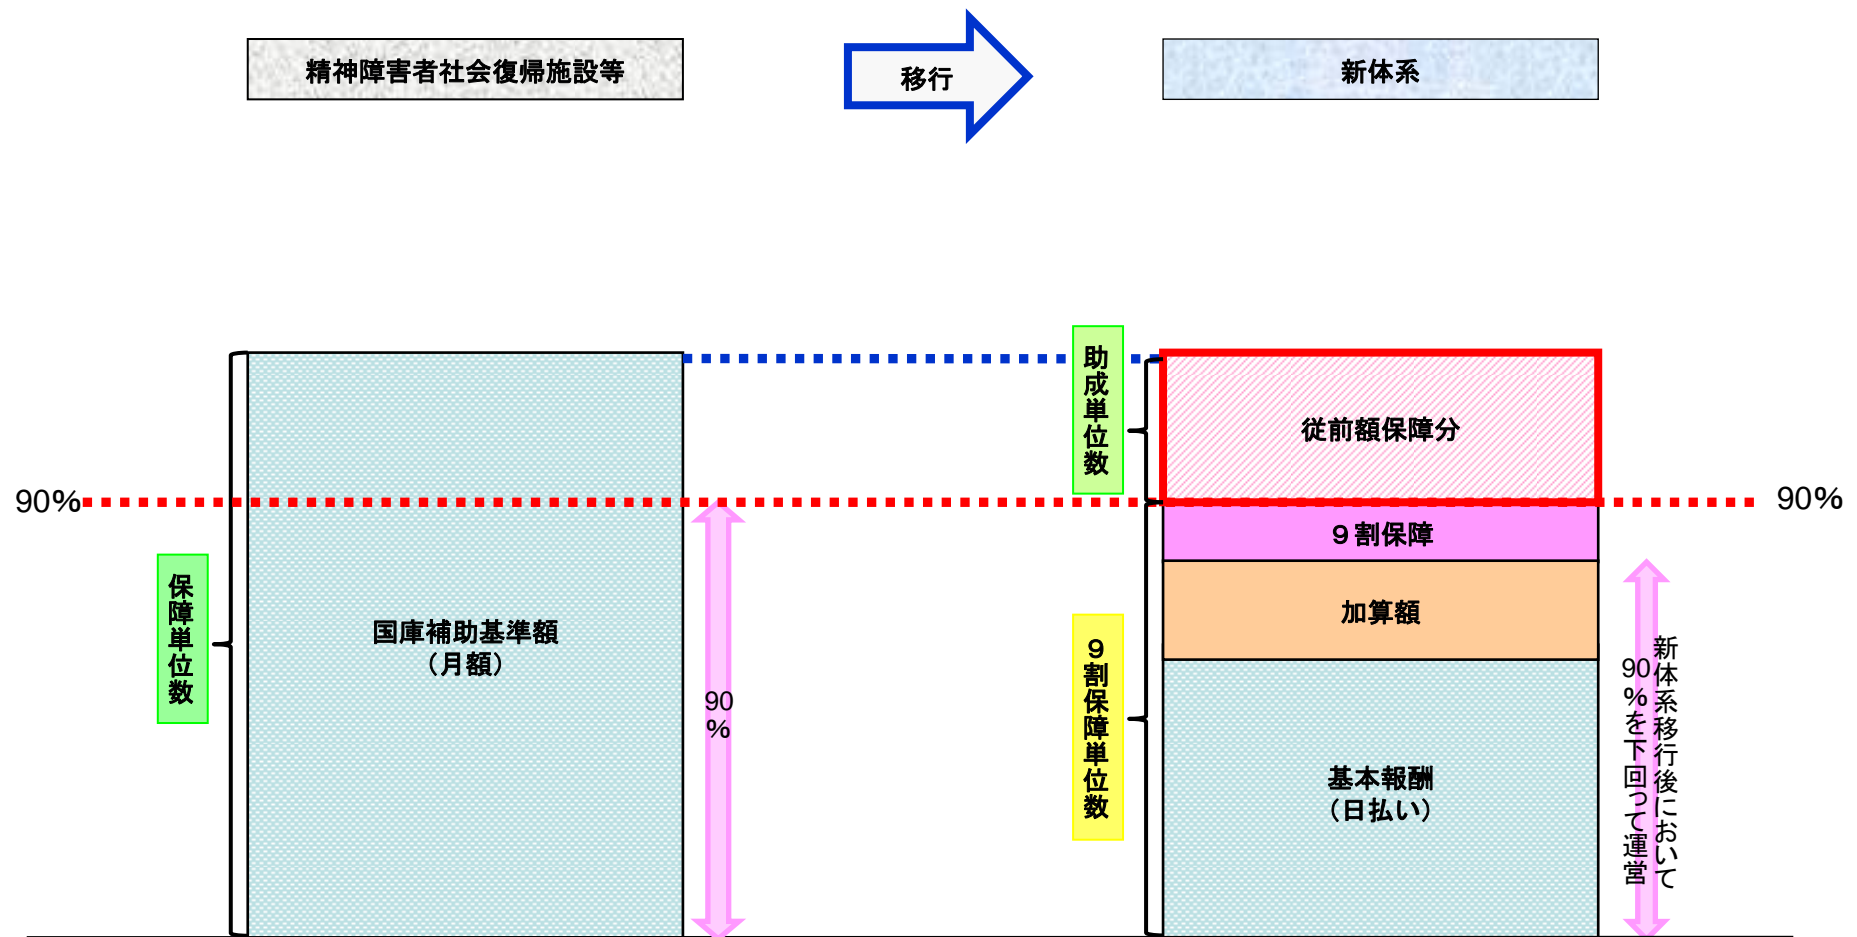 精神障害者社会復帰施設等
移行
新体系
助成単位数
従前額保障分
90%
90%
９割保障
保障単位数
国庫補助基準額
（月額）
90
%
加算額
９割保障単位数
基本報酬
（日払い）
新体系移行後において
90%を下回って運営